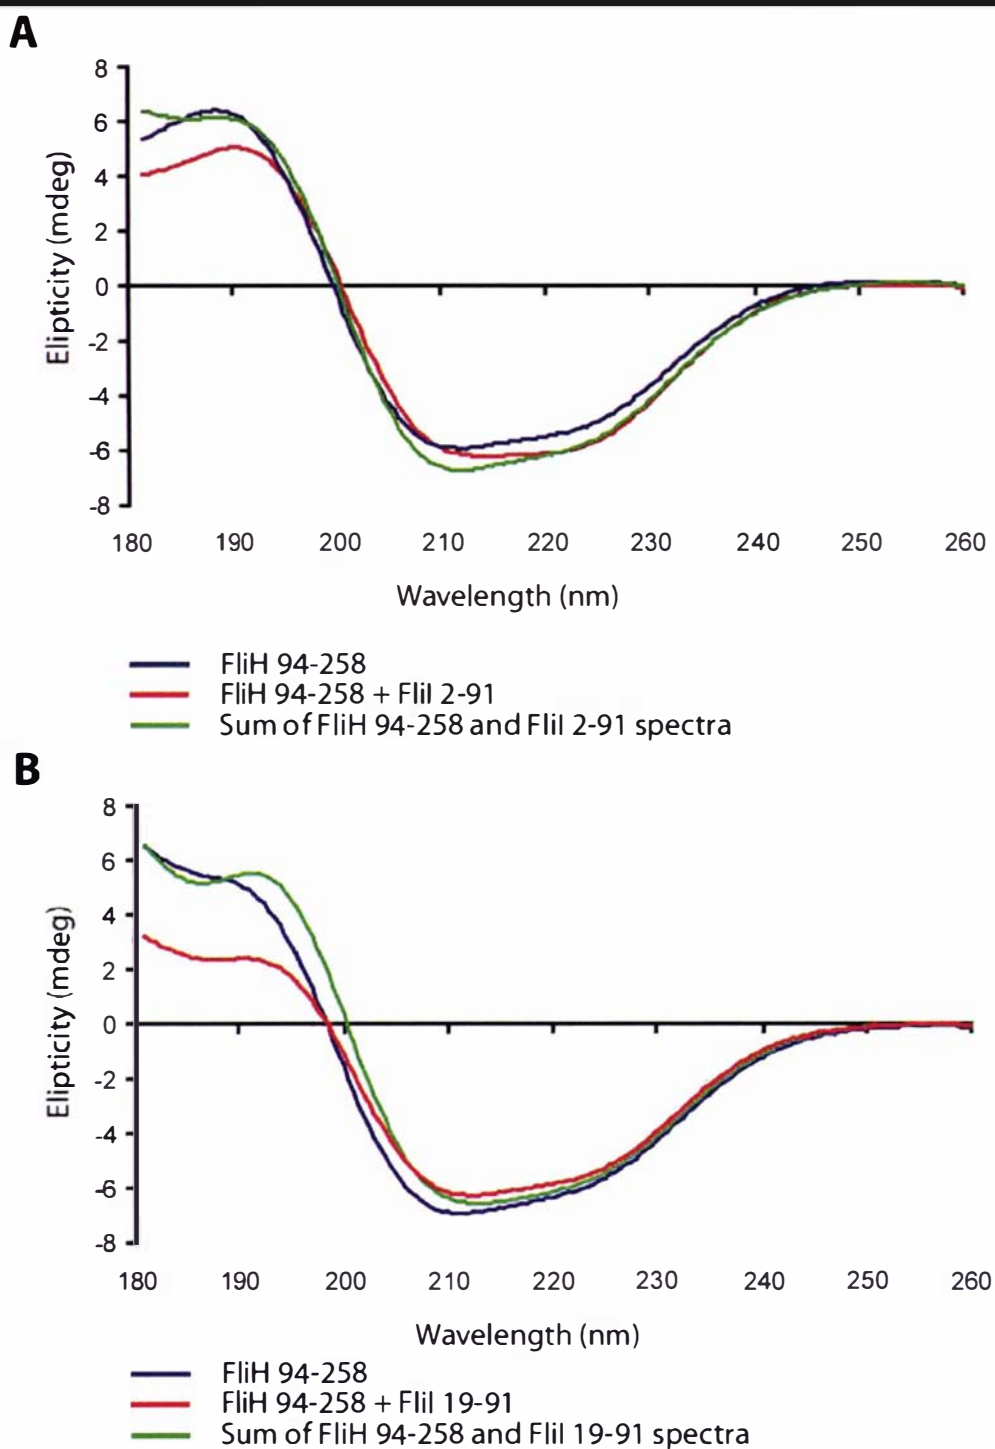 A
8
6
4
2
0
-2
-4
-6
-8
Elipticity (mdeg)
180 190 200 210 220 230 240 250 260
Wavelength (nm)
FliH 94-258
FliH 94-258 + FliI 2-91
Sum of FliH 94-258 and FliI 2-91 spectra
B
8
6
4
2
0
-2
-4
-6
-8
Elipticity (mdeg)
180 190 200 210 220 230 240 250 260
Wavelength (nm)
FliH 94-258
FliH 94-258 + FliI 19-91
Sum of FliH 94-258 and FliI 19-91 spectra